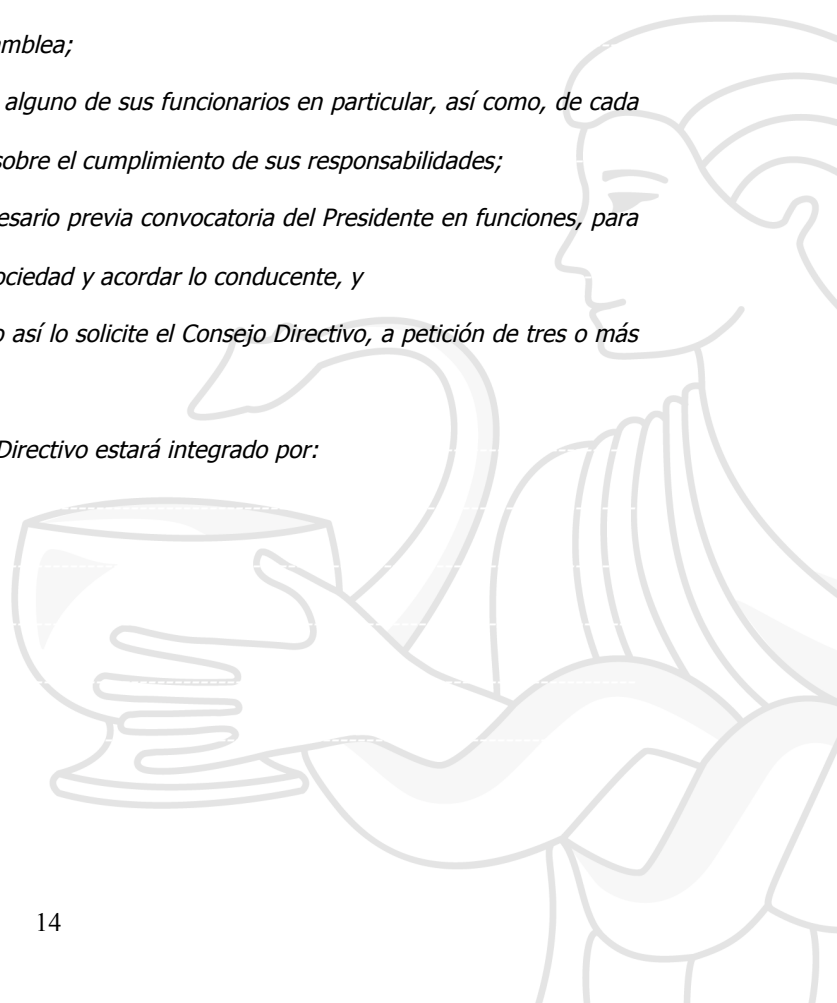 amblea;
alguno de sus funcionarios en particular, así como, de cada
sobre el cumplimiento de sus responsabilidades;
esario previa convocatoria del Presidente en funciones, para
ociedad y acordar lo conducente, y
o así lo solicite el Consejo Directivo, a petición de tres o más
Directivo estará integrado por:
14